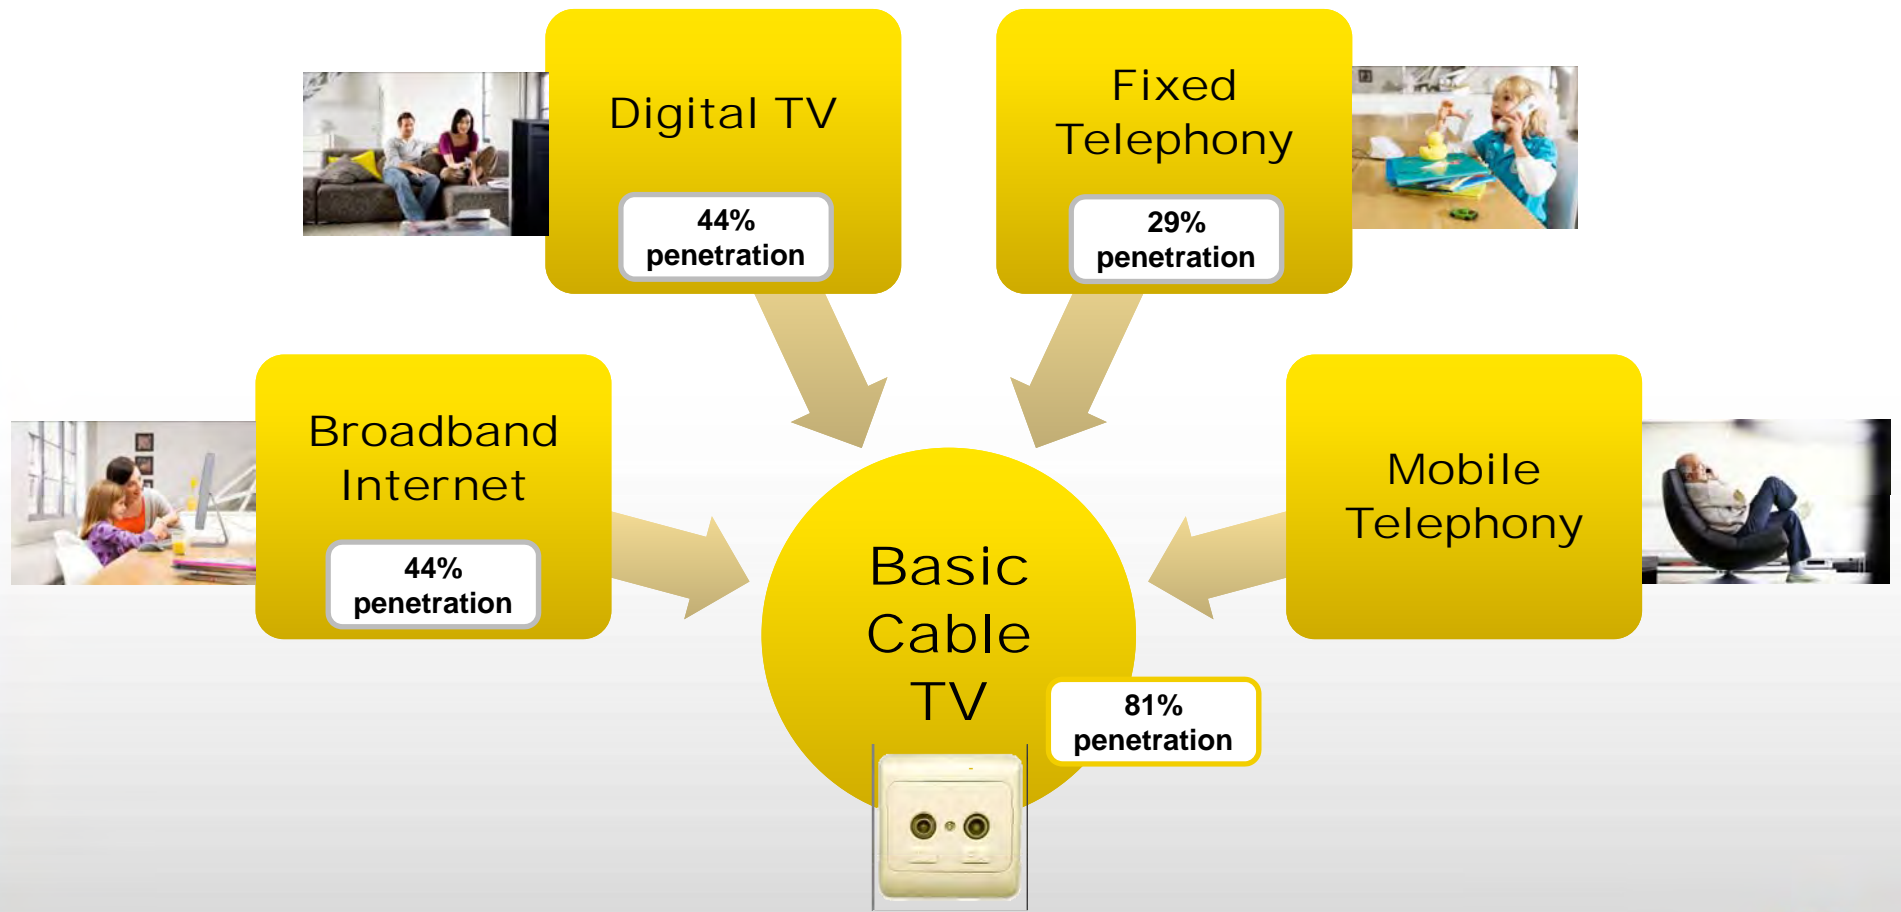 Digital TV
44%
penetration
Fixed
Telephony
29%
penetration
Broadband
Internet
44%
penetration
Mobile
Telephony
Basic
Cable
TV
81%
penetration